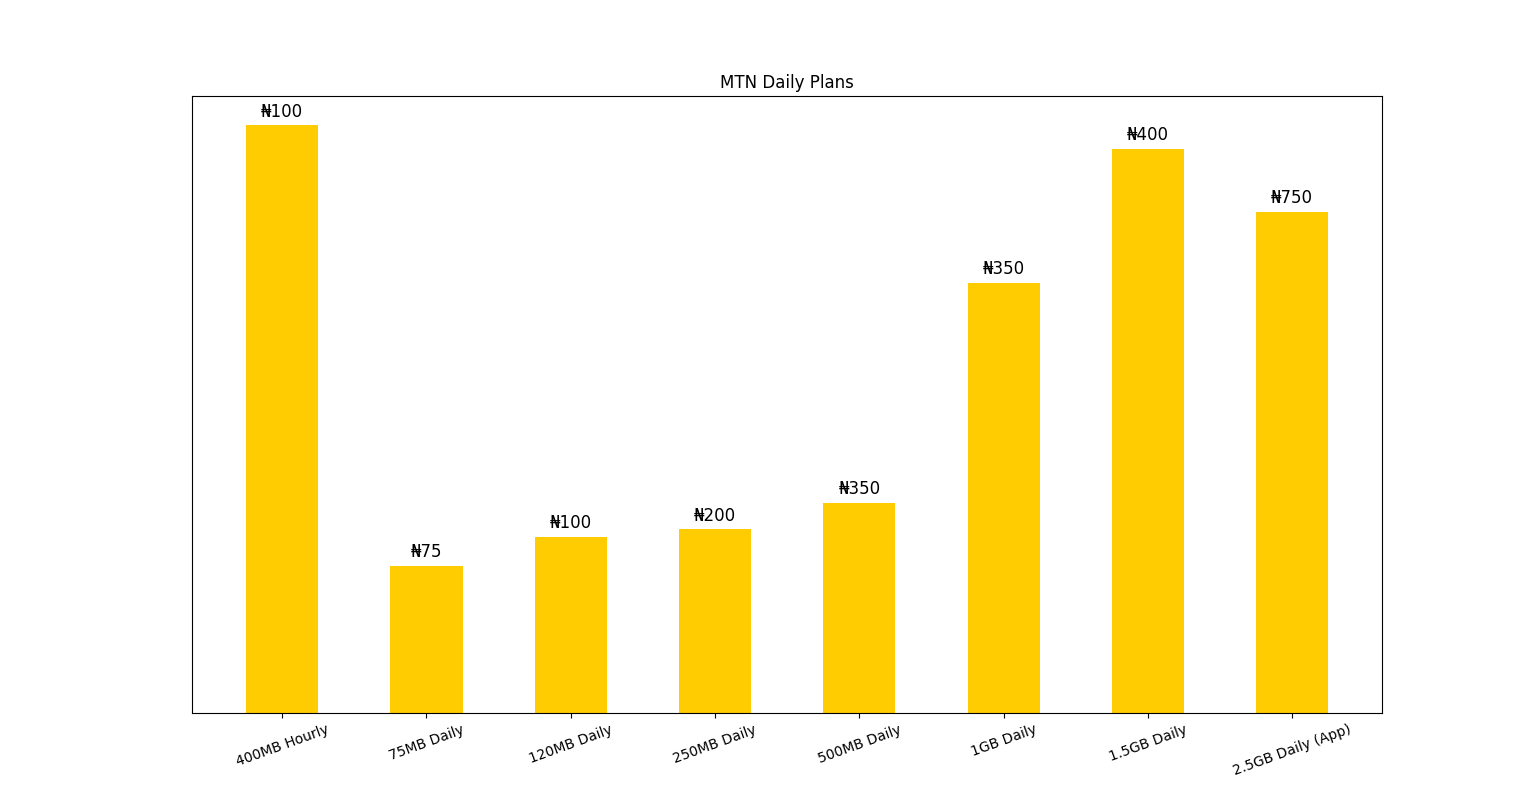 MTN Daily Plans
₦100
₦75
₦100
₦200
₦350
₦350
₦400
₦750
400MB Hourly
75MB Daily
120MB Daily
250MB Daily
500MB Daily
1GB Daily
1.5GB Daily
2.5GB Daily (App)